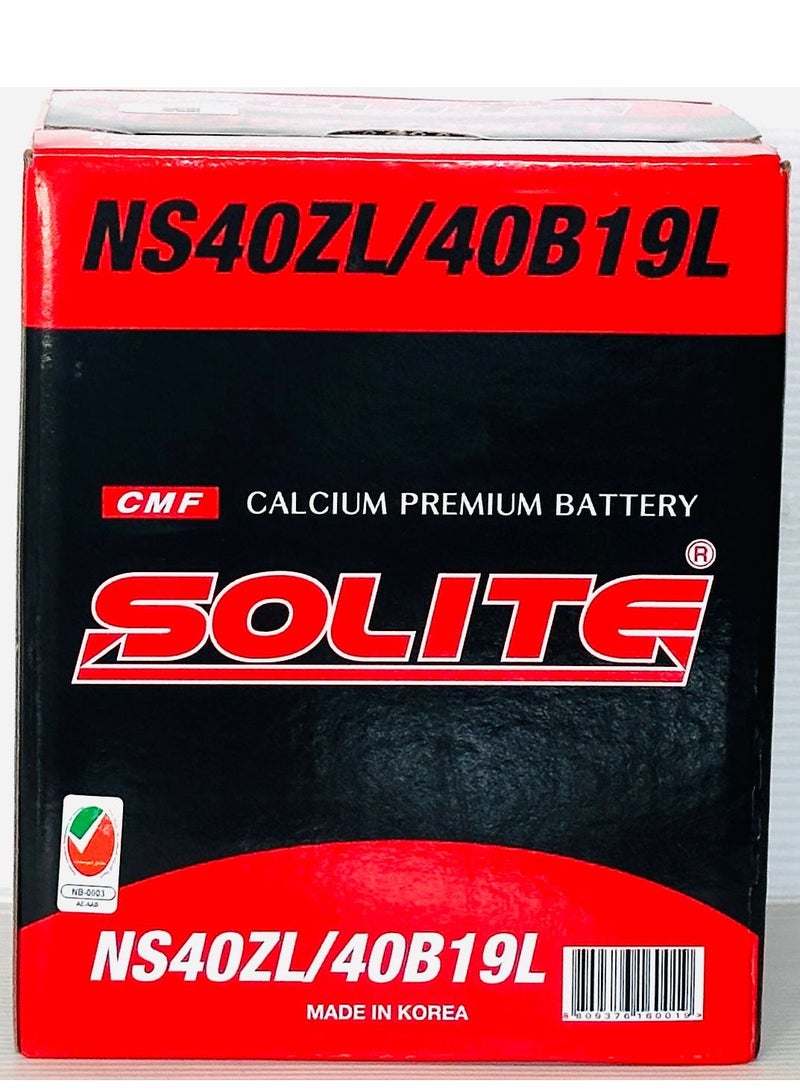 NS40ZL/40B19L
CMF CALCIUM PREMIUM BATTERY
SOLITE®
NB-0003
NS40ZL/40B19L
MADE IN KOREA